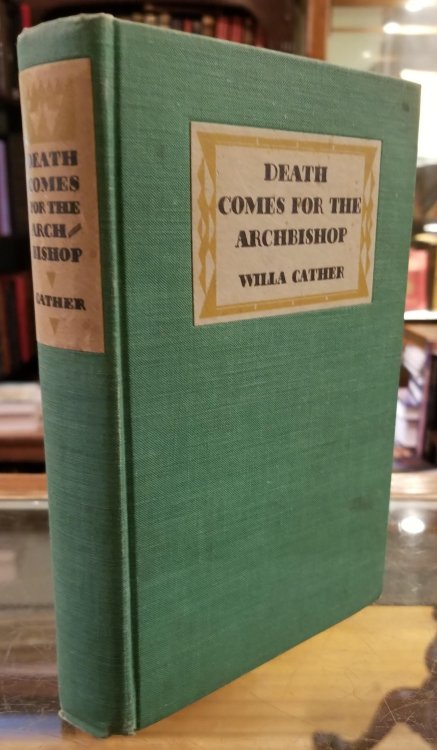 DEATH
COMES
FOR THE
ARCH-
BISHOP
CATHER
DEATH
COMES FOR THE
ARCHBISHOP
WILLA CATHER